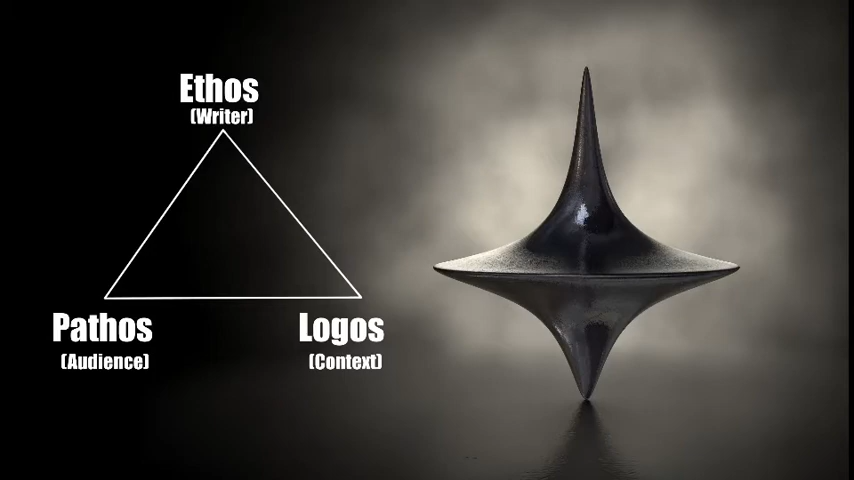 Ethos
(Writer)
Pathos
(Audience)
Logos
(Context)